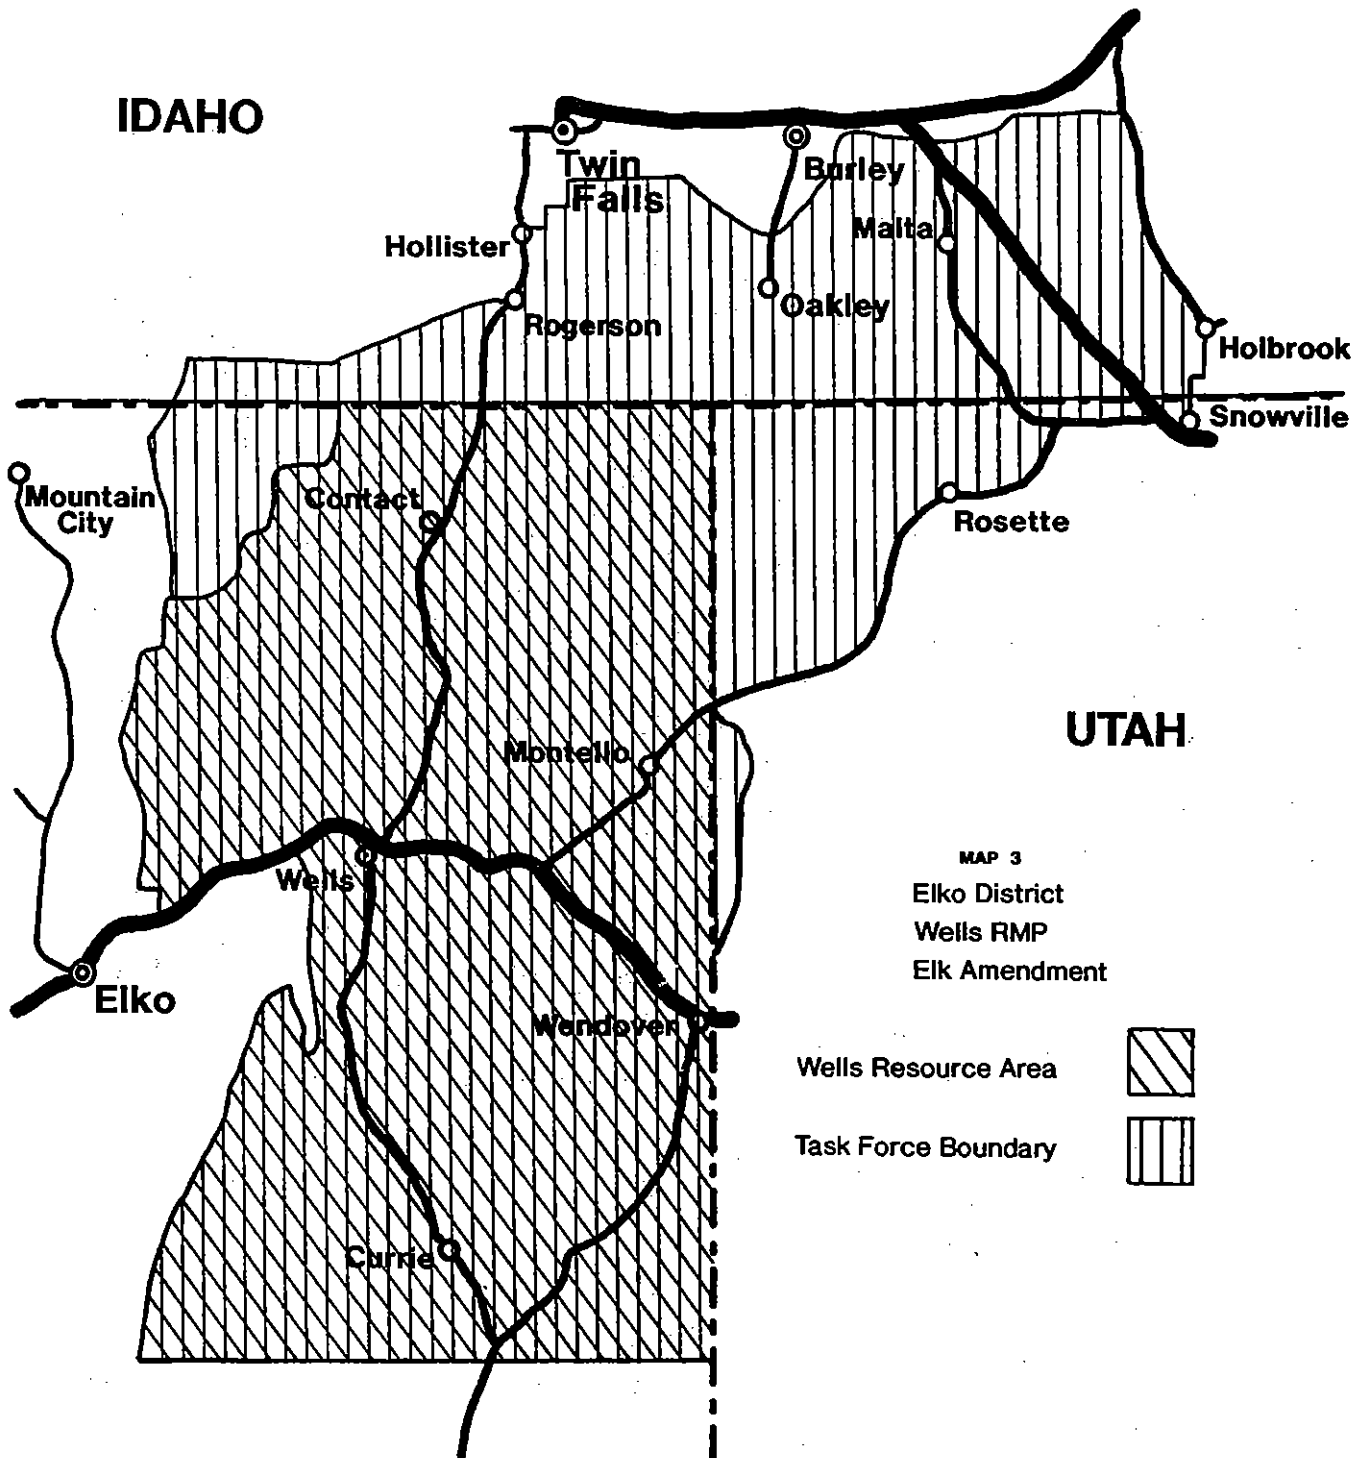 IDAHO
Twin
Falls
Burley
Malta
Hollister
Oakley
Rogerson
Holbrook
Snowville
Mountain
City
Contact
Rosette
UTAH
Montello
MAP 3
Elko District
Wells
Wells RMP
Elk Amendment
Elko
Wendover
Wells Resource Area
Task Force Boundary
Currie